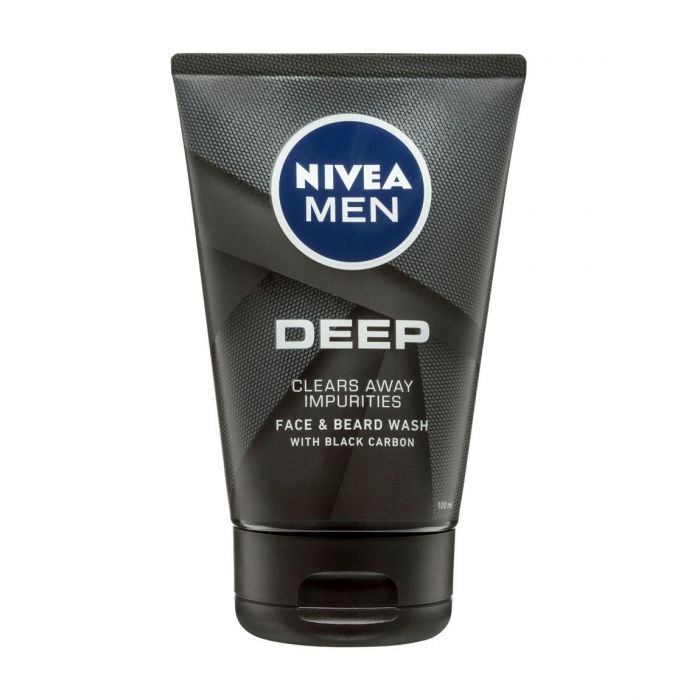 NIVEA
MEN
DEEP
CLEARS AWAY
IMPURITIES
FACE & BEARD WASH
WITH BLACK CARBON
100 ml